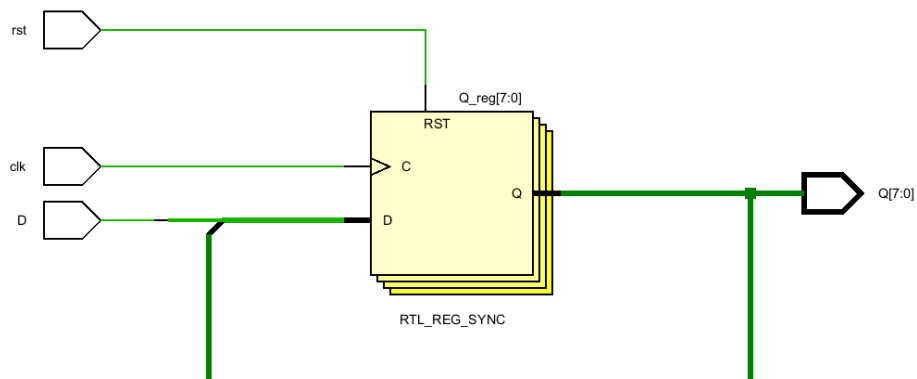 rst
Q_reg[7:0]
RST
clk
C
D
D
Q
Q[7:0]
RTL_REG_SYNC